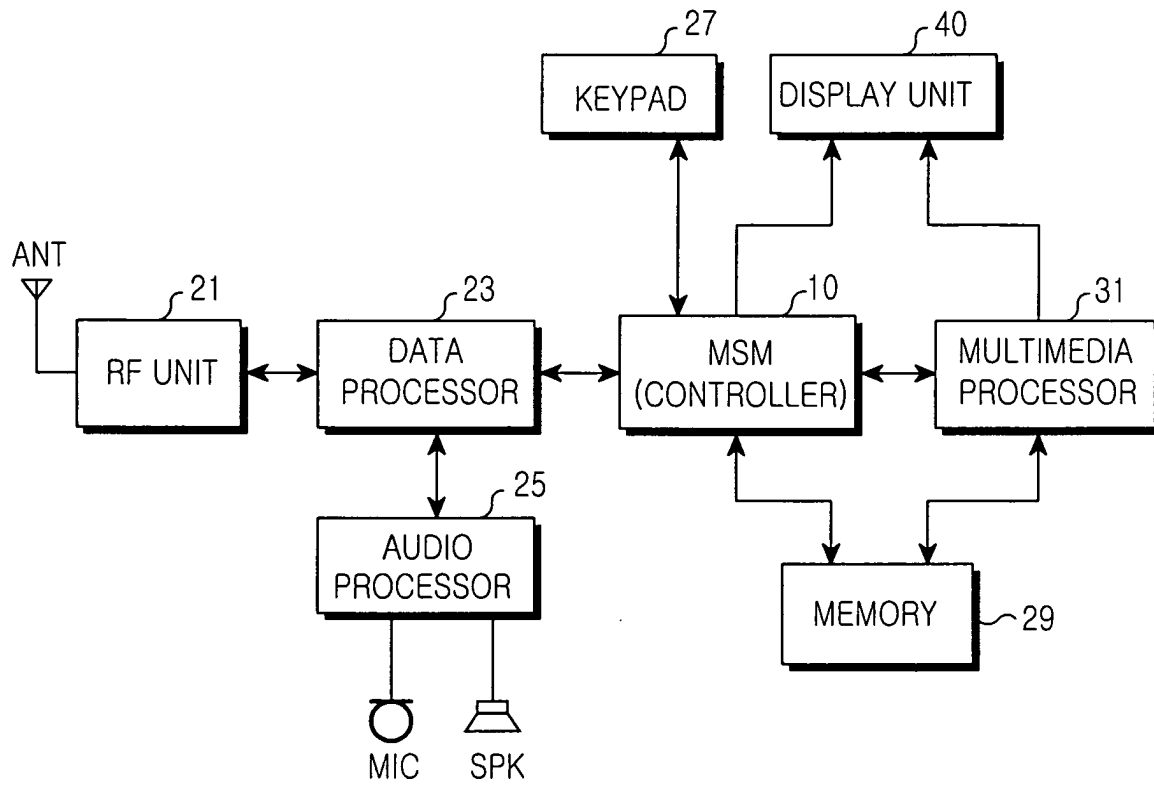 27
40
KEYPAD
DISPLAY UNIT
ANT
21
23
10
31
RF UNIT
DATA
PROCESSOR
MSM
(CONTROLLER)
MULTIMEDIA
PROCESSOR
25
AUDIO
PROCESSOR
MEMORY
29
MIC
SPK